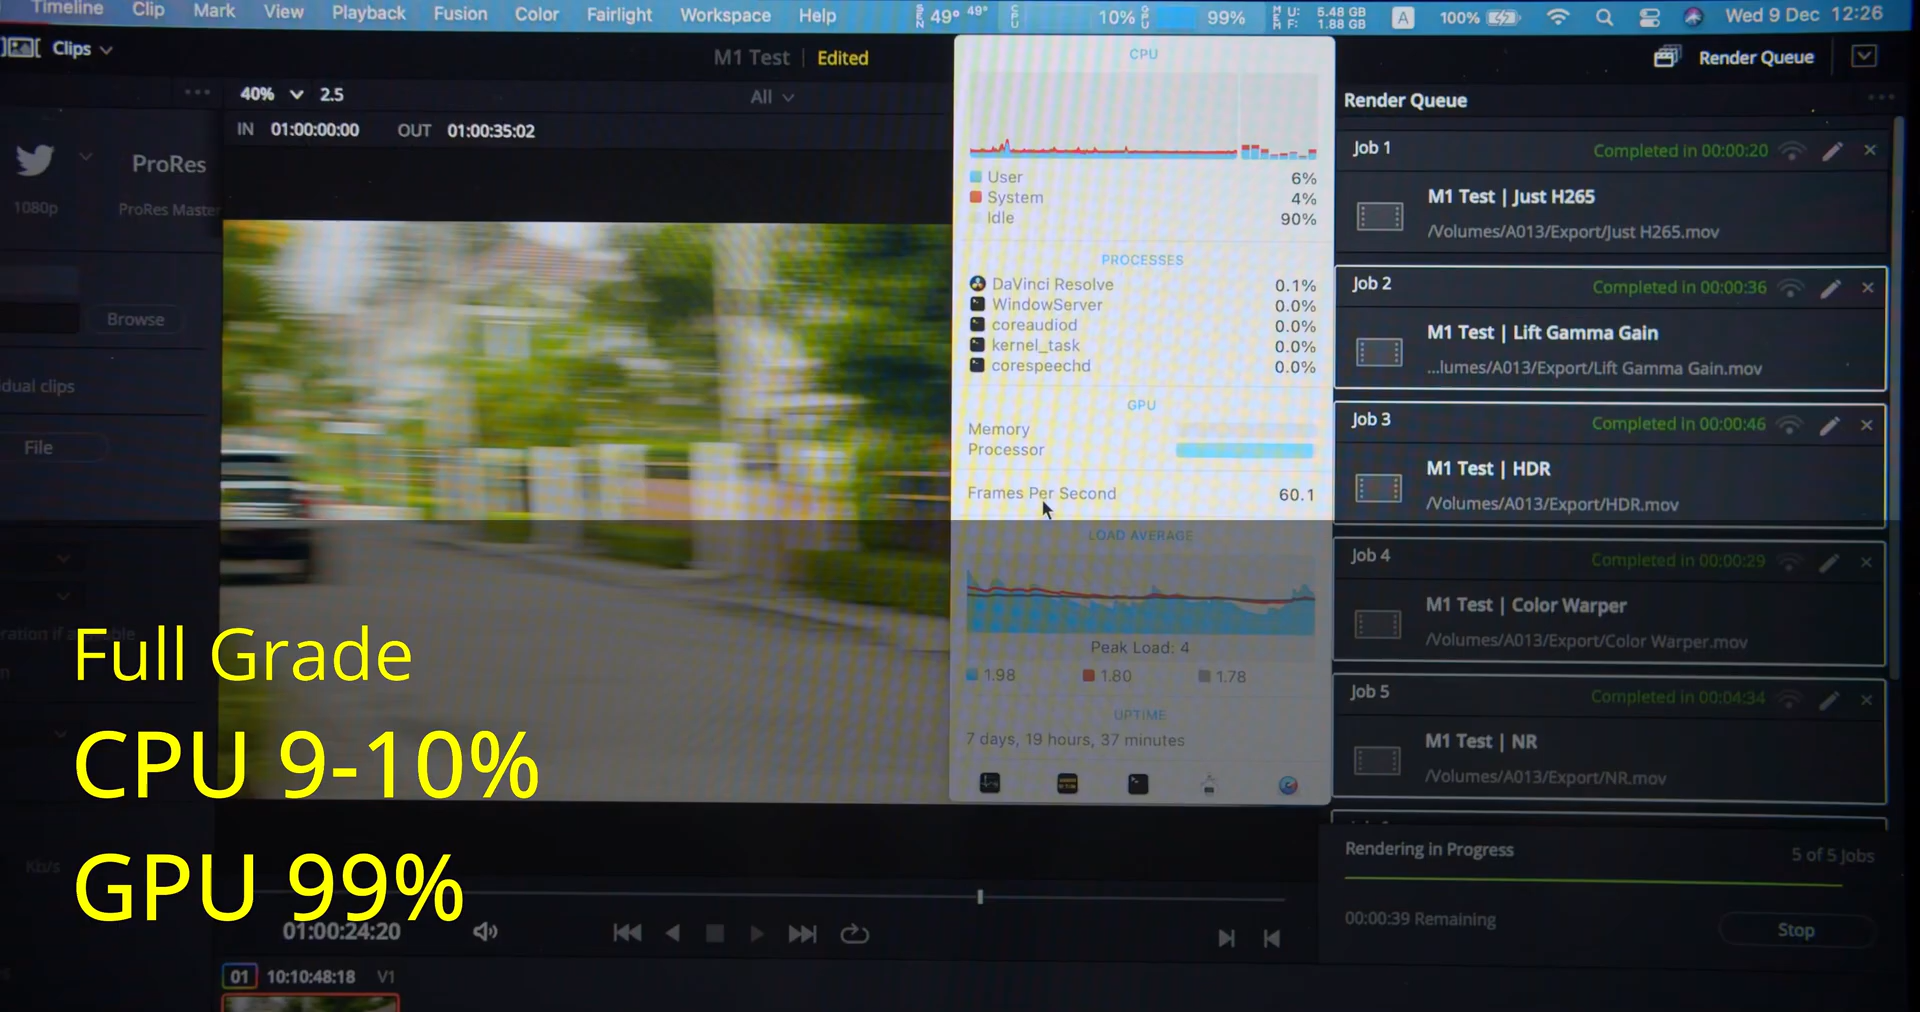 Timeline Clip Mark View Playback Fusion Color Fairlight Workspace Help SEN 49° 49° CPU 10% GPU 99% MEM U: 5.48 GB F: 1.88 GB A 100% Wed 9 Dec 12:26
Clips
M1 Test | Edited
Render Queue
40% 2.5
All
IN 01:00:00:00 OUT 01:00:35:02
ProRes
1080p
ProRes Master
Browse
dual clips
File
CPU
User 6%
System 4%
Idle 90%
PROCESSES
DaVinci Resolve 0.1%
WindowServer 0.0%
coreaudiod 0.0%
kernel_task 0.0%
corespeechd 0.0%
GPU
Memory
Processor
Frames Per Second 60.1
LOAD AVERAGE
Peak Load: 4
1.98 1.80 1.78
UPTIME
7 days, 19 hours, 37 minutes
Render Queue
Job 1 Completed in 00:00:20
M1 Test | Just H265
/Volumes/A013/Export/Just H265.mov
Job 2 Completed in 00:00:36
M1 Test | Lift Gamma Gain
...lumes/A013/Export/Lift Gamma Gain.mov
Job 3 Completed in 00:00:46
M1 Test | HDR
/Volumes/A013/Export/HDR.mov
Job 4 Completed in 00:00:29
M1 Test | Color Warper
/Volumes/A013/Export/Color Warper.mov
Job 5 Completed in 00:04:34
M1 Test | NR
/Volumes/A013/Export/NR.mov
Rendering in Progress 5 of 5 Jobs
00:00:39 Remaining
Stop
Full Grade
CPU 9-10%
GPU 99%
Kb/s
01:00:24:20
01 10:10:48:18 V1